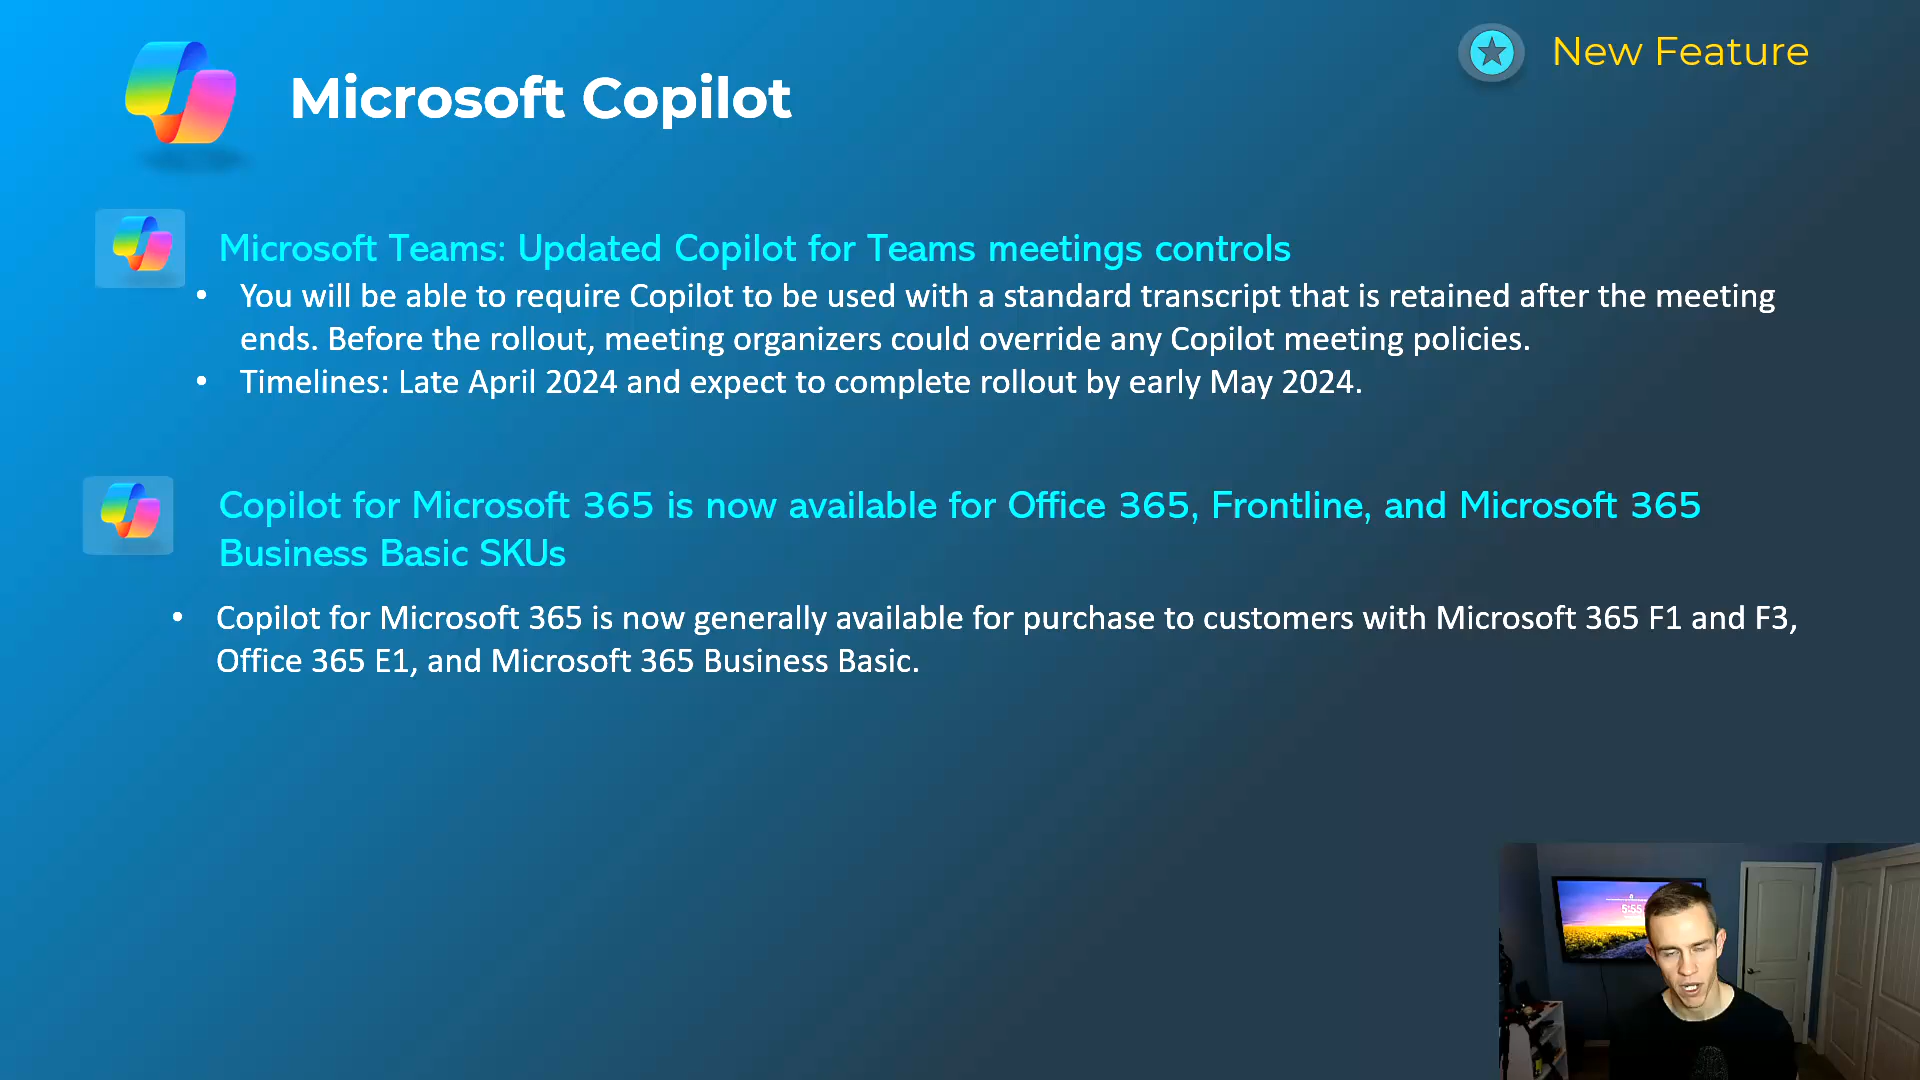 New Feature
Microsoft Copilot
Microsoft Teams: Updated Copilot for Teams meetings controls
• You will be able to require Copilot to be used with a standard transcript that is retained after the meeting
ends. Before the rollout, meeting organizers could override any Copilot meeting policies.
• Timelines: Late April 2024 and expect to complete rollout by early May 2024.
Copilot for Microsoft 365 is now available for Office 365, Frontline, and Microsoft 365
Business Basic SKUs
• Copilot for Microsoft 365 is now generally available for purchase to customers with Microsoft 365 F1 and F3,
Office 365 E1, and Microsoft 365 Business Basic.